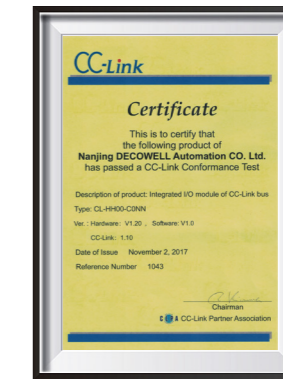 CC-Link
Certificate
This is to certify that
the following product of
Nanjing DECOWELL Automation CO. Ltd.
has passed a CC-Link Conformance Test
Description of product: Integrated I/O module of CC-Link bus
Type: CL-HH00-C0NN
Ver. : Hardware: V1.20 , Software: V1.0
CC-Link: 1.10
Date of Issue November 2, 2017
Reference Number 1043
Chairman
CC-Link Partner Association